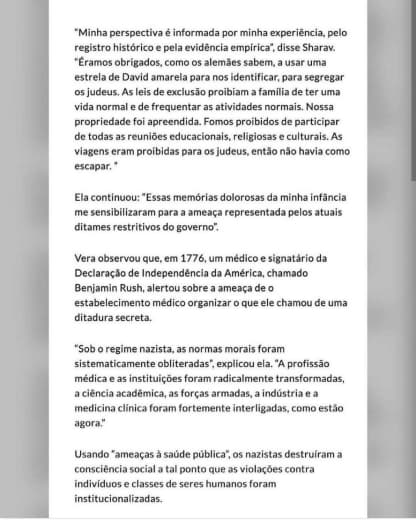 "Minha perspectiva é informada por minha experiência, pelo
registro histórico e pela evidência empírica", disse Sharav.
"Éramos obrigados, como os alemães sabem, a usar uma
estrela de David amarela para nos identificar, para segregar
os judeus. As leis de exclusão proibiam a família de ter uma
vida normal e de frequentar as atividades normais. Nossa
propriedade foi apreendida. Fomos proibidos de participar
de todas as reuniões educacionais, religiosas e culturais. As
viagens eram proibidas para os judeus, então não havia como
escapar. "
Ela continuou: "Essas memórias dolorosas da minha infância
me sensibilizaram para a ameaça representada pelos atuais
ditames restritivos do governo".
Vera observou que, em 1776, um médico e signatário da
Declaração de Independência da América, chamado
Benjamin Rush, alertou sobre a ameaça de o
estabelecimento médico organizar o que ele chamou de uma
ditadura secreta.
"Sob o regime nazista, as normas morais foram
sistematicamente obliteradas", explicou ela. "A profissão
médica e as instituições foram radicalmente transformadas,
a ciência acadêmica, as forças armadas, a indústria e a
medicina clínica foram fortemente interligadas, como estão
agora."
Usando "ameaças à saúde pública", os nazistas destruíram a
consciência social a tal ponto que as violações contra
indivíduos e classes de seres humanos foram
institucionalizadas.